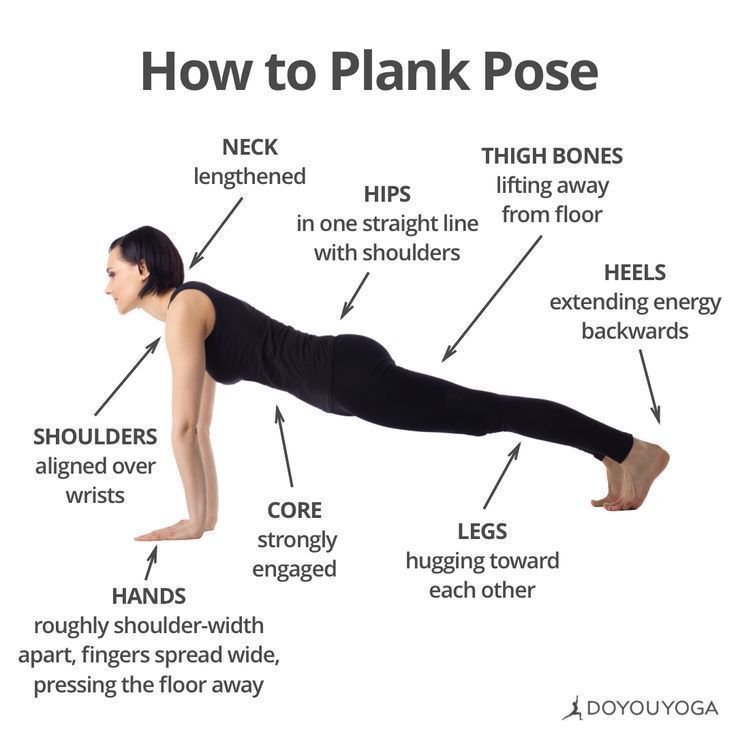 How to Plank Pose
NECK
lengthened
HIPS
in one straight line
with shoulders
THIGH BONES
lifting away
from floor
HEELS
extending energy
backwards
SHOULDERS
aligned over
wrists
CORE
strongly
engaged
LEGS
hugging toward
each other
HANDS
roughly shoulder-width
apart, fingers spread wide,
pressing the floor away
DOYOUYOGA